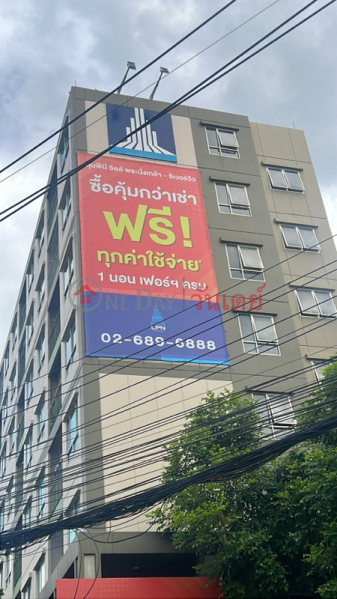 ลุมพินี วิลล์ พระนั่งเกล้า - ริเวอร์วิว
ซื้อคุ้มกว่าเช่า
ฟรี!
ทุกค่าใช้จ่าย*
1 นอน เฟอร์ฯ ครบ
LPN
02-689-6888